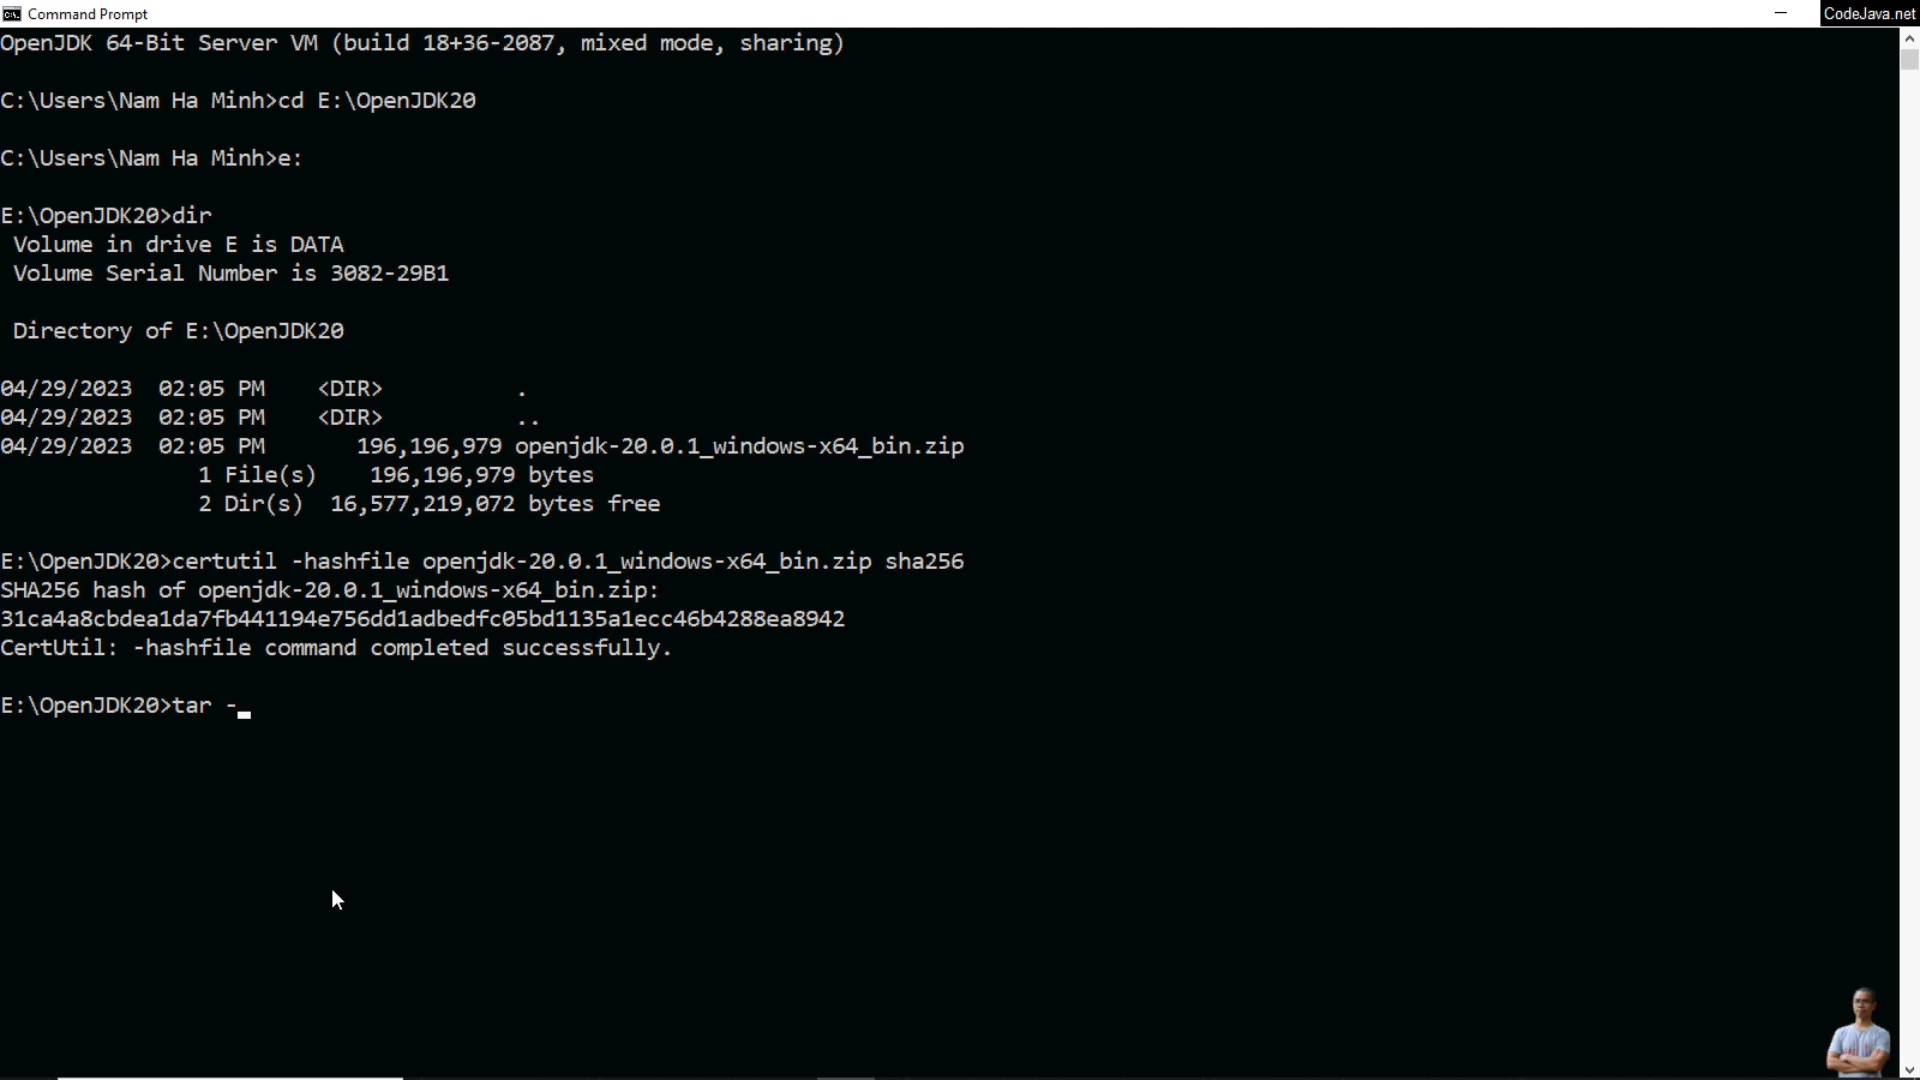 Command Prompt
CodeJava.net
OpenJDK 64-Bit Server VM (build 18+36-2087, mixed mode, sharing)
C:\Users\Nam Ha Minh>cd E:\OpenJDK20
C:\Users\Nam Ha Minh>e:
E:\OpenJDK20>dir
Volume in drive E is DATA
Volume Serial Number is 3082-29B1
Directory of E:\OpenJDK20
04/29/2023  02:05 PM    <DIR>          .
04/29/2023  02:05 PM    <DIR>          ..
04/29/2023  02:05 PM       196,196,979 openjdk-20.0.1_windows-x64_bin.zip
1 File(s)    196,196,979 bytes
2 Dir(s)  16,577,219,072 bytes free
E:\OpenJDK20>certutil -hashfile openjdk-20.0.1_windows-x64_bin.zip sha256
SHA256 hash of openjdk-20.0.1_windows-x64_bin.zip:
31ca4a8cbdea1da7fb441194e756dd1adbedfc05bd1135a1ecc46b4288ea8942
CertUtil: -hashfile command completed successfully.
E:\OpenJDK20>tar -